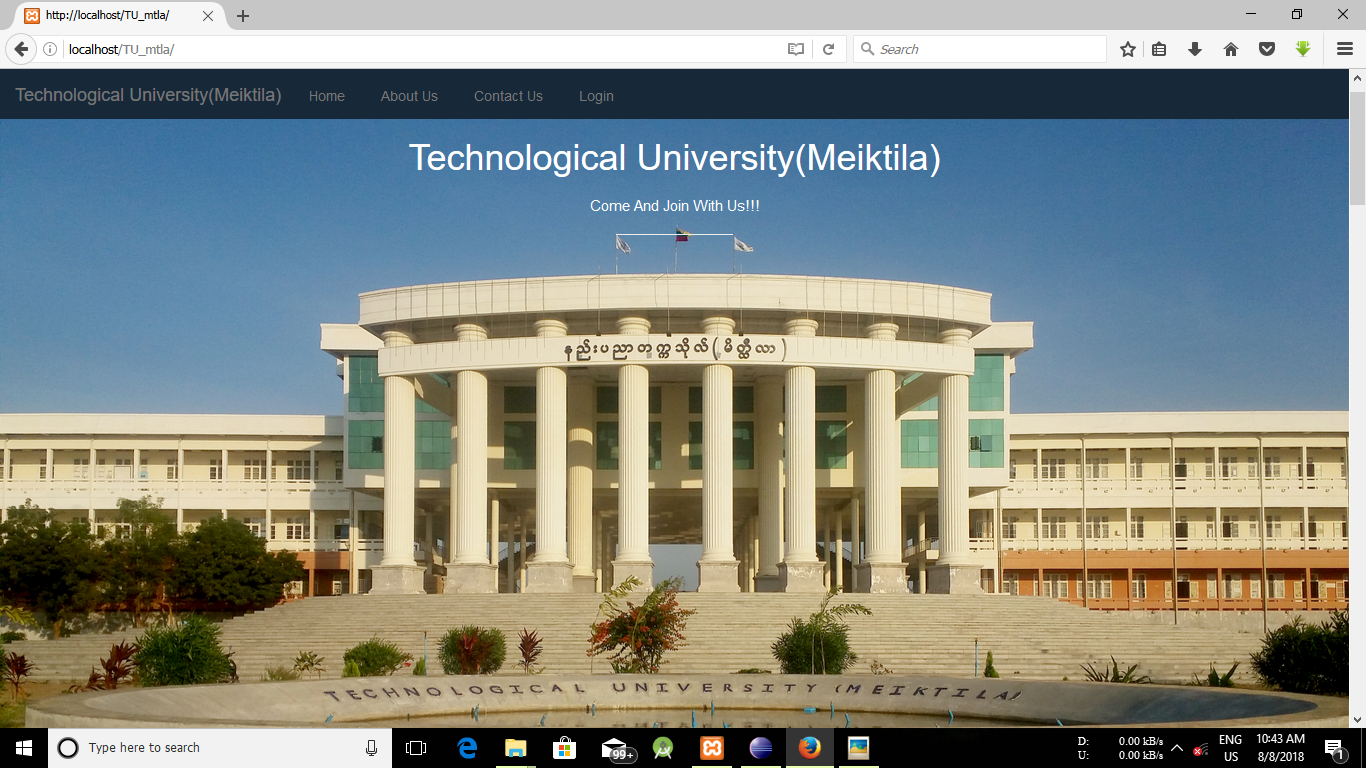 http://localhost/TU_mtla/
localhost/TU_mtla/
Search
Technological University(Meiktila) Home About Us Contact Us Login
Technological University(Meiktila)
Come And Join With Us!!!
နည်းပညာတက္ကသိုလ်(မိတ္ထီလာ)
TECHNOLOGICAL UNIVERSITY (MEIKTILA)
Type here to search
99+
D: 0.00 kB/s
U: 0.00 kB/s
ENG
US
10:43 AM
8/8/2018
1